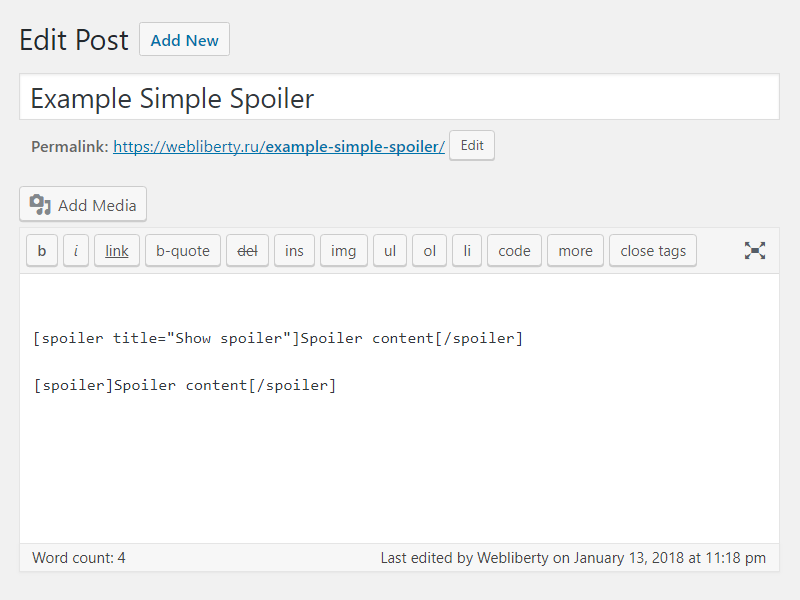 Edit Post Add New
Example Simple Spoiler
Permalink: https://webliberty.ru/example-simple-spoiler/ Edit
Add Media
b i link b-quote del ins img ul ol li code more close tags
[spoiler title="Show spoiler"]Spoiler content[/spoiler]
[spoiler]Spoiler content[/spoiler]
Word count: 4 Last edited by Webliberty on January 13, 2018 at 11:18 pm